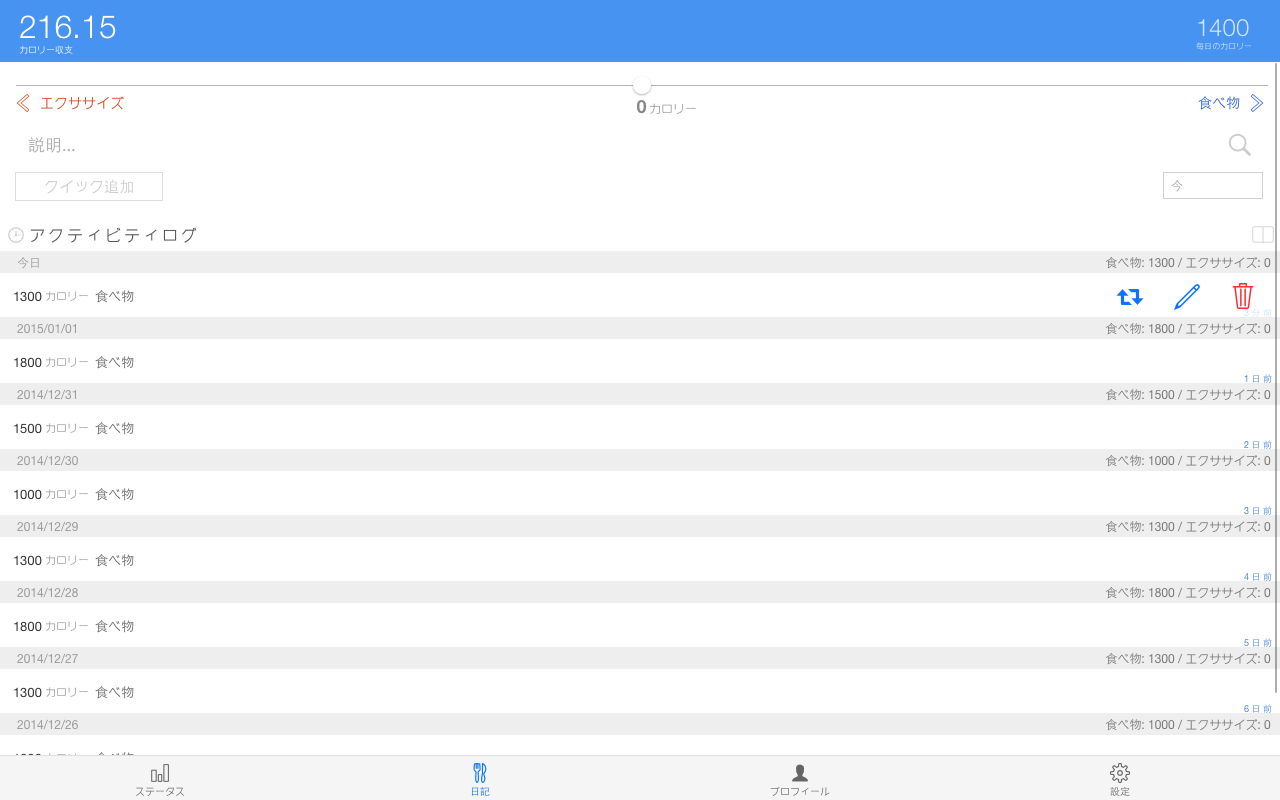 216.15
カロリー収支
1400
毎日のカロリー
エクササイズ
0 カロリー
食べ物
説明...
クイック追加
今
アクティビティログ
今日 食べ物: 1300 / エクササイズ: 0
1300 カロリー 食べ物
2015/01/01 食べ物: 1800 / エクササイズ: 0
1800 カロリー 食べ物
1 日 前
2014/12/31 食べ物: 1500 / エクササイズ: 0
1500 カロリー 食べ物
2 日 前
2014/12/30 食べ物: 1000 / エクササイズ: 0
1000 カロリー 食べ物
3 日 前
2014/12/29 食べ物: 1300 / エクササイズ: 0
1300 カロリー 食べ物
4 日 前
2014/12/28 食べ物: 1800 / エクササイズ: 0
1800 カロリー 食べ物
5 日 前
2014/12/27 食べ物: 1300 / エクササイズ: 0
1300 カロリー 食べ物
6 日 前
2014/12/26 食べ物: 1000 / エクササイズ: 0
ステータス
日記
プロフィール
設定